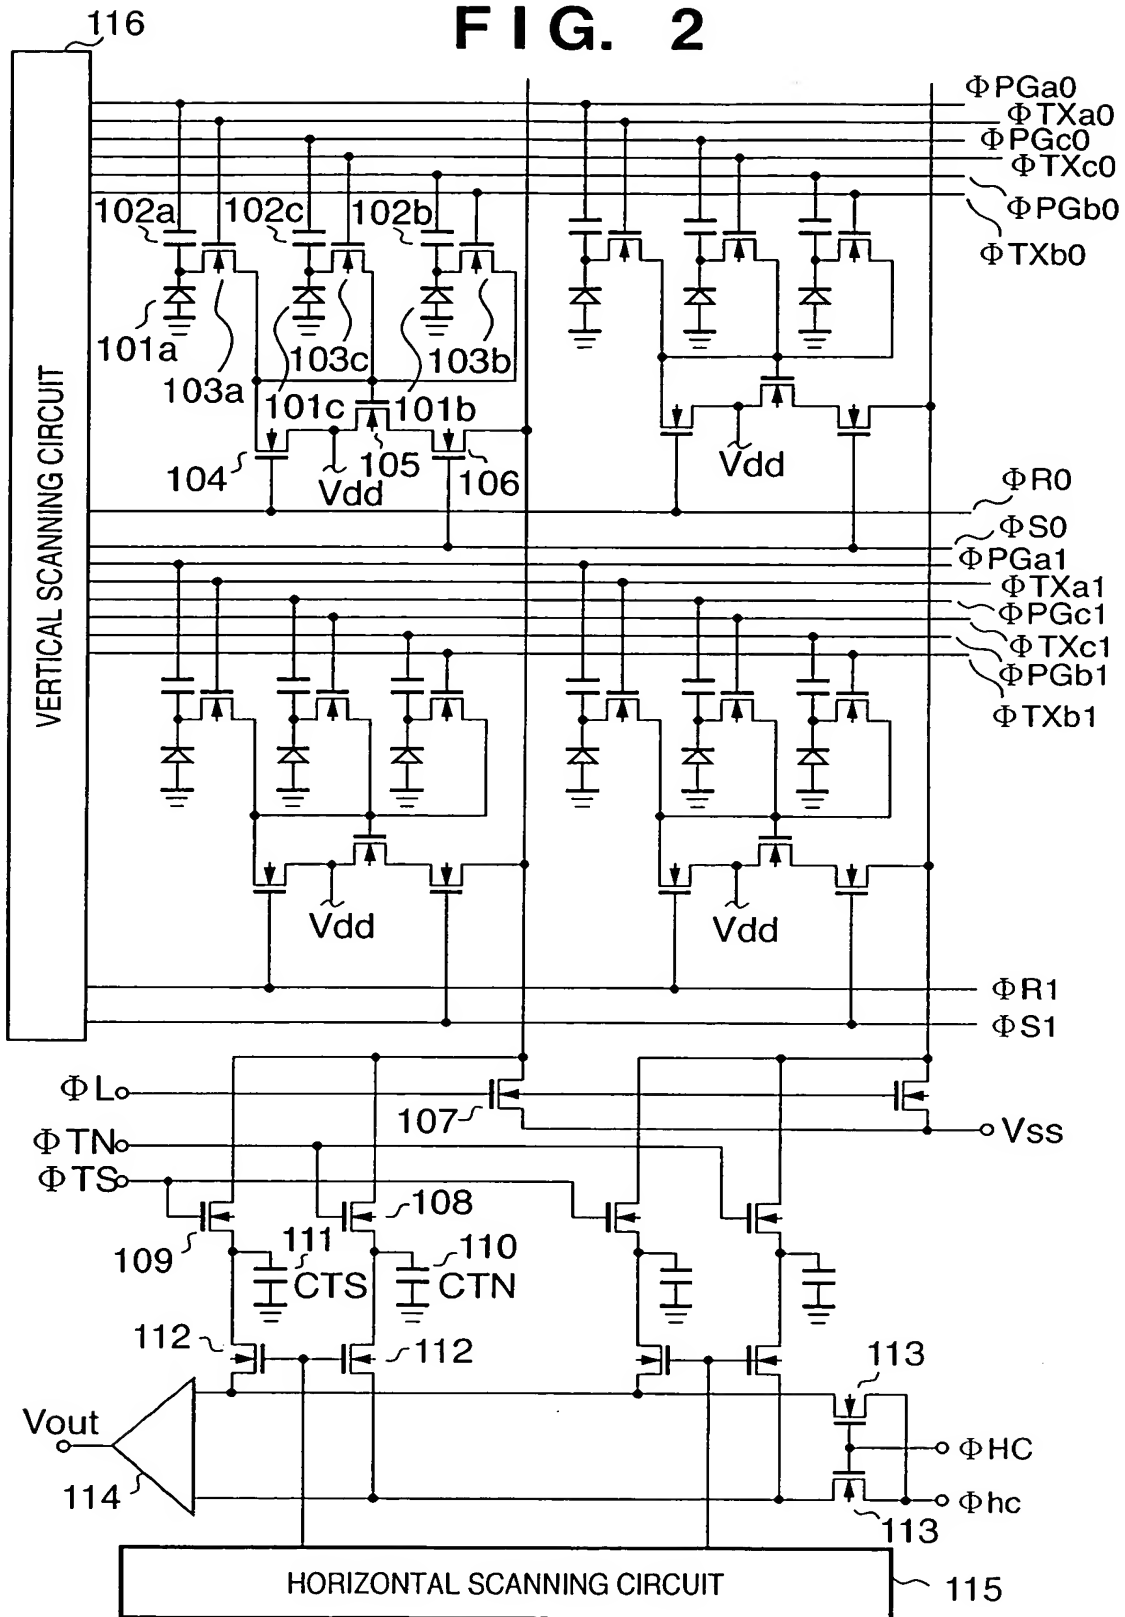 FIG. 2
116
ΦPGa0
ΦTXa0
ΦPGc0
ΦTXc0
ΦPGb0
ΦTXb0
102a
102c
102b
101a
103a
103c
103b
101c
101b
104
Vdd
105
106
Vdd
ΦR0
ΦS0
VERTICAL SCANNING CIRCUIT
ΦPGa1
ΦTXa1
ΦPGc1
ΦTXc1
ΦPGb1
ΦTXb1
Vdd
Vdd
ΦR1
ΦS1
ΦL
107
Vss
ΦTN
ΦTS
108
109
111
CTS
110
CTN
112
112
113
Vout
ΦHC
114
Φhc
113
HORIZONTAL SCANNING CIRCUIT
115